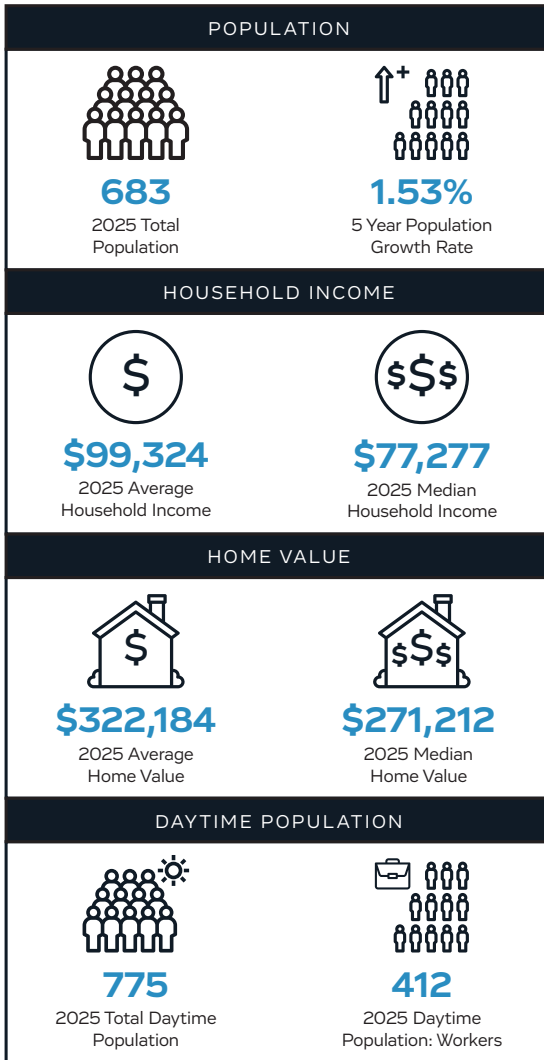 POPULATION
683
2025 Total
Population
1.53%
5 Year Population
Growth Rate
HOUSEHOLD INCOME
$
$99,324
2025 Average
Household Income
$$$
$77,277
2025 Median
Household Income
HOME VALUE
$
$322,184
2025 Average
Home Value
$$$
$271,212
2025 Median
Home Value
DAYTIME POPULATION
775
2025 Total Daytime
Population
412
2025 Daytime
Population: Workers